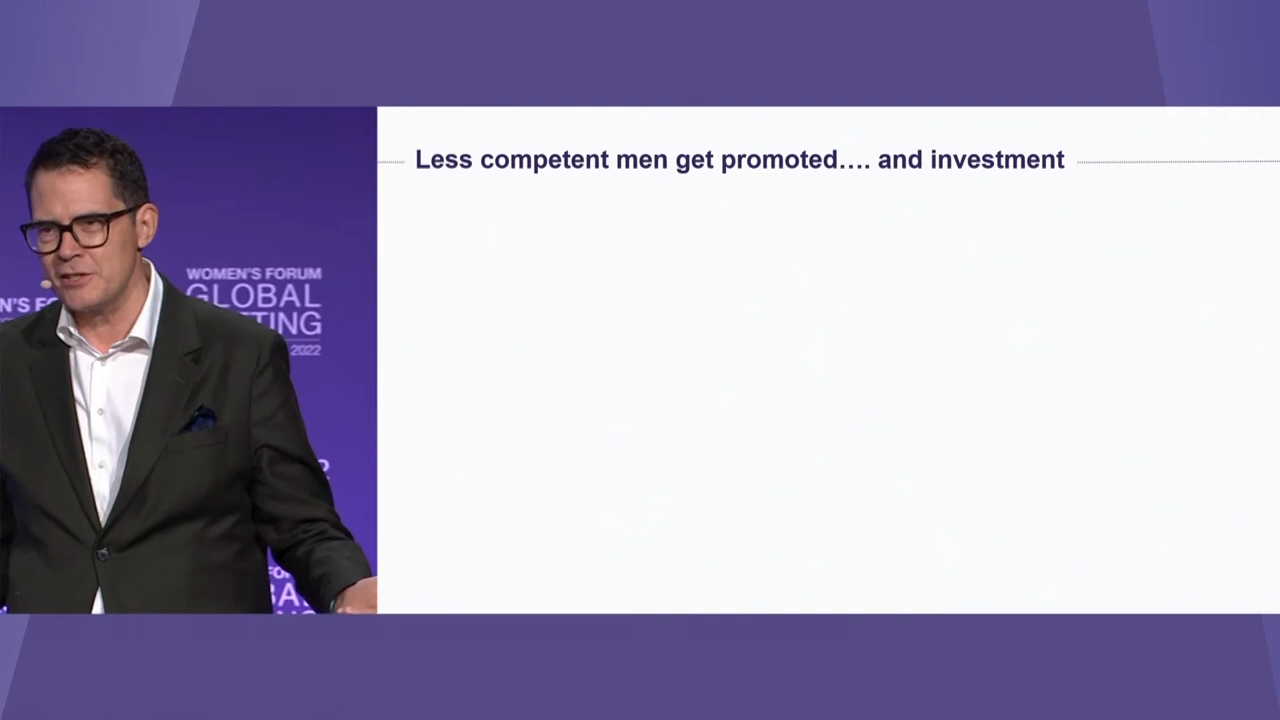 Less competent men get promoted…. and investment
WOMEN'S FORUM
GLOBAL
2022